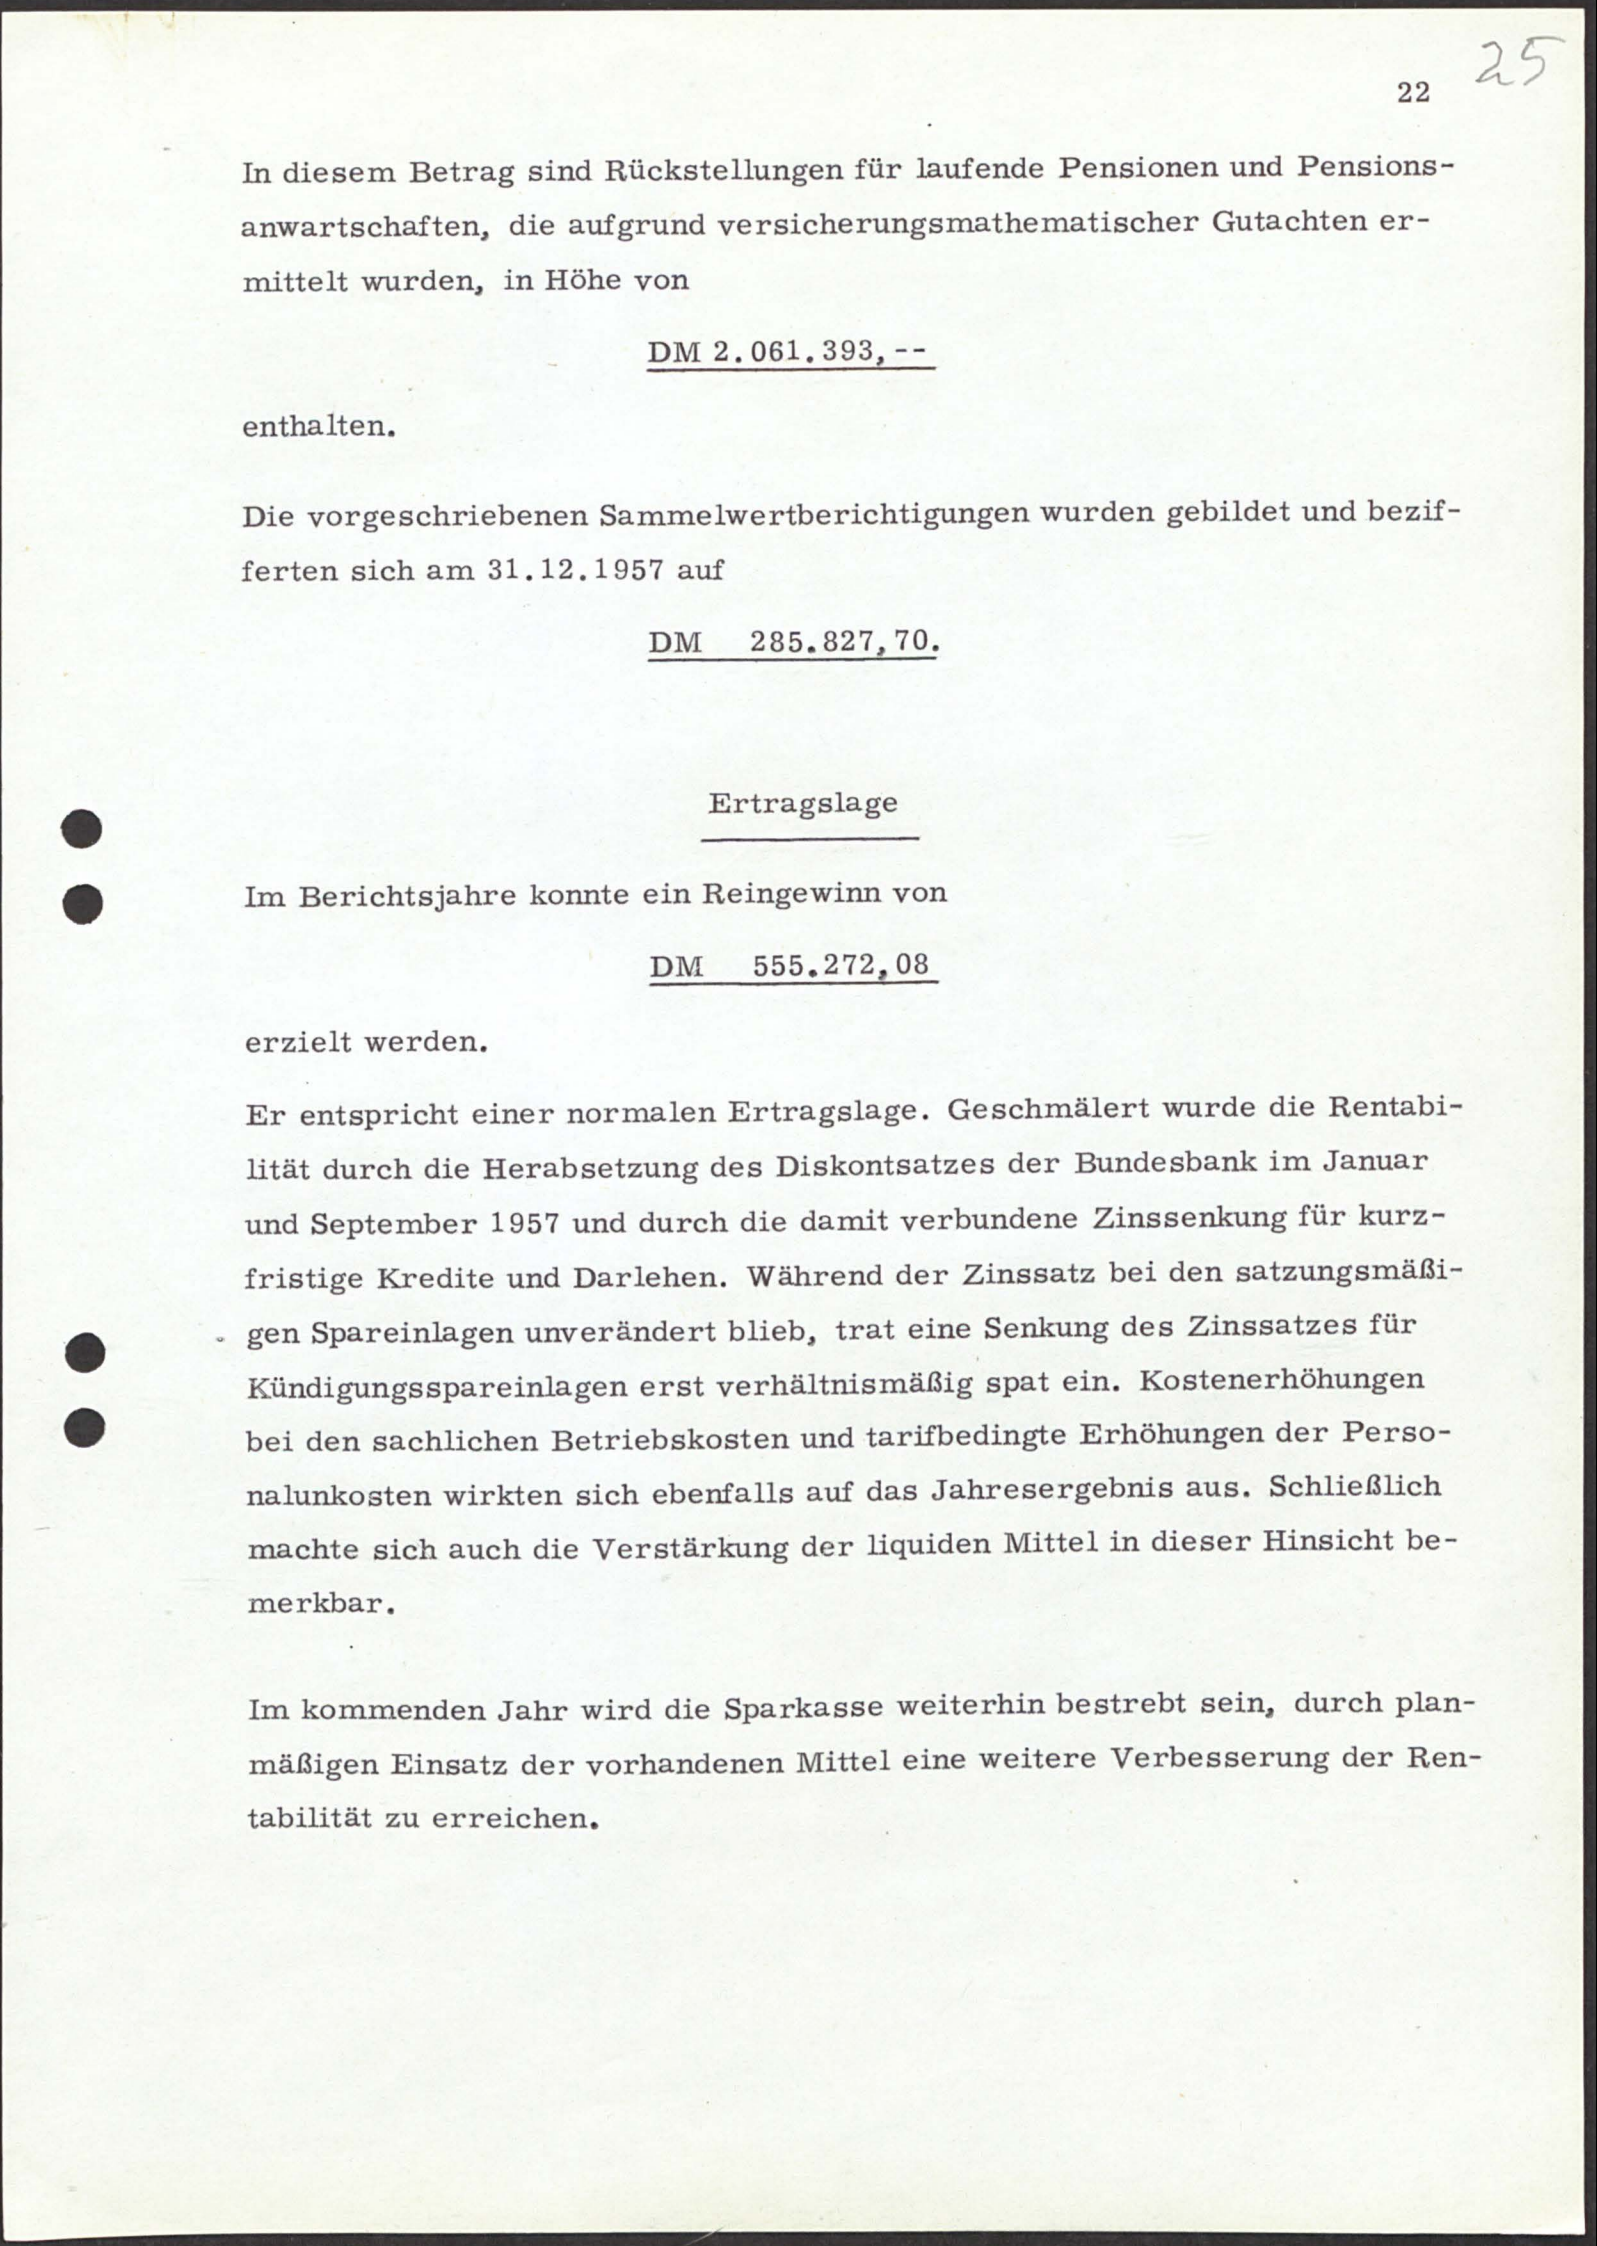 25
22
In diesem Betrag sind Rückstellungen für laufende Pensionen und Pensions-
anwartschaften, die aufgrund versicherungsmathematischer Gutachten er-
mittelt wurden, in Höhe von
DM 2.061.393,--
enthalten.
Die vorgeschriebenen Sammelwertberichtigungen wurden gebildet und bezif-
ferten sich am 31.12.1957 auf
DM 285.827,70.
Ertragslage
Im Berichtsjahre konnte ein Reingewinn von
DM 555.272,08
erzielt werden.
Er entspricht einer normalen Ertragslage. Geschmälert wurde die Rentabi-
lität durch die Herabsetzung des Diskontsatzes der Bundesbank im Januar
und September 1957 und durch die damit verbundene Zinssenkung für kurz-
fristige Kredite und Darlehen. Während der Zinssatz bei den satzungsmäßi-
gen Spareinlagen unverändert blieb, trat eine Senkung des Zinssatzes für
Kündigungsspareinlagen erst verhältnismäßig spat ein. Kostenerhöhungen
bei den sachlichen Betriebskosten und tarifbedingte Erhöhungen der Perso-
nalunkosten wirkten sich ebenfalls auf das Jahresergebnis aus. Schließlich
machte sich auch die Verstärkung der liquiden Mittel in dieser Hinsicht be-
merkbar.
Im kommenden Jahr wird die Sparkasse weiterhin bestrebt sein, durch plan-
mäßigen Einsatz der vorhandenen Mittel eine weitere Verbesserung der Ren-
tabilität zu erreichen.